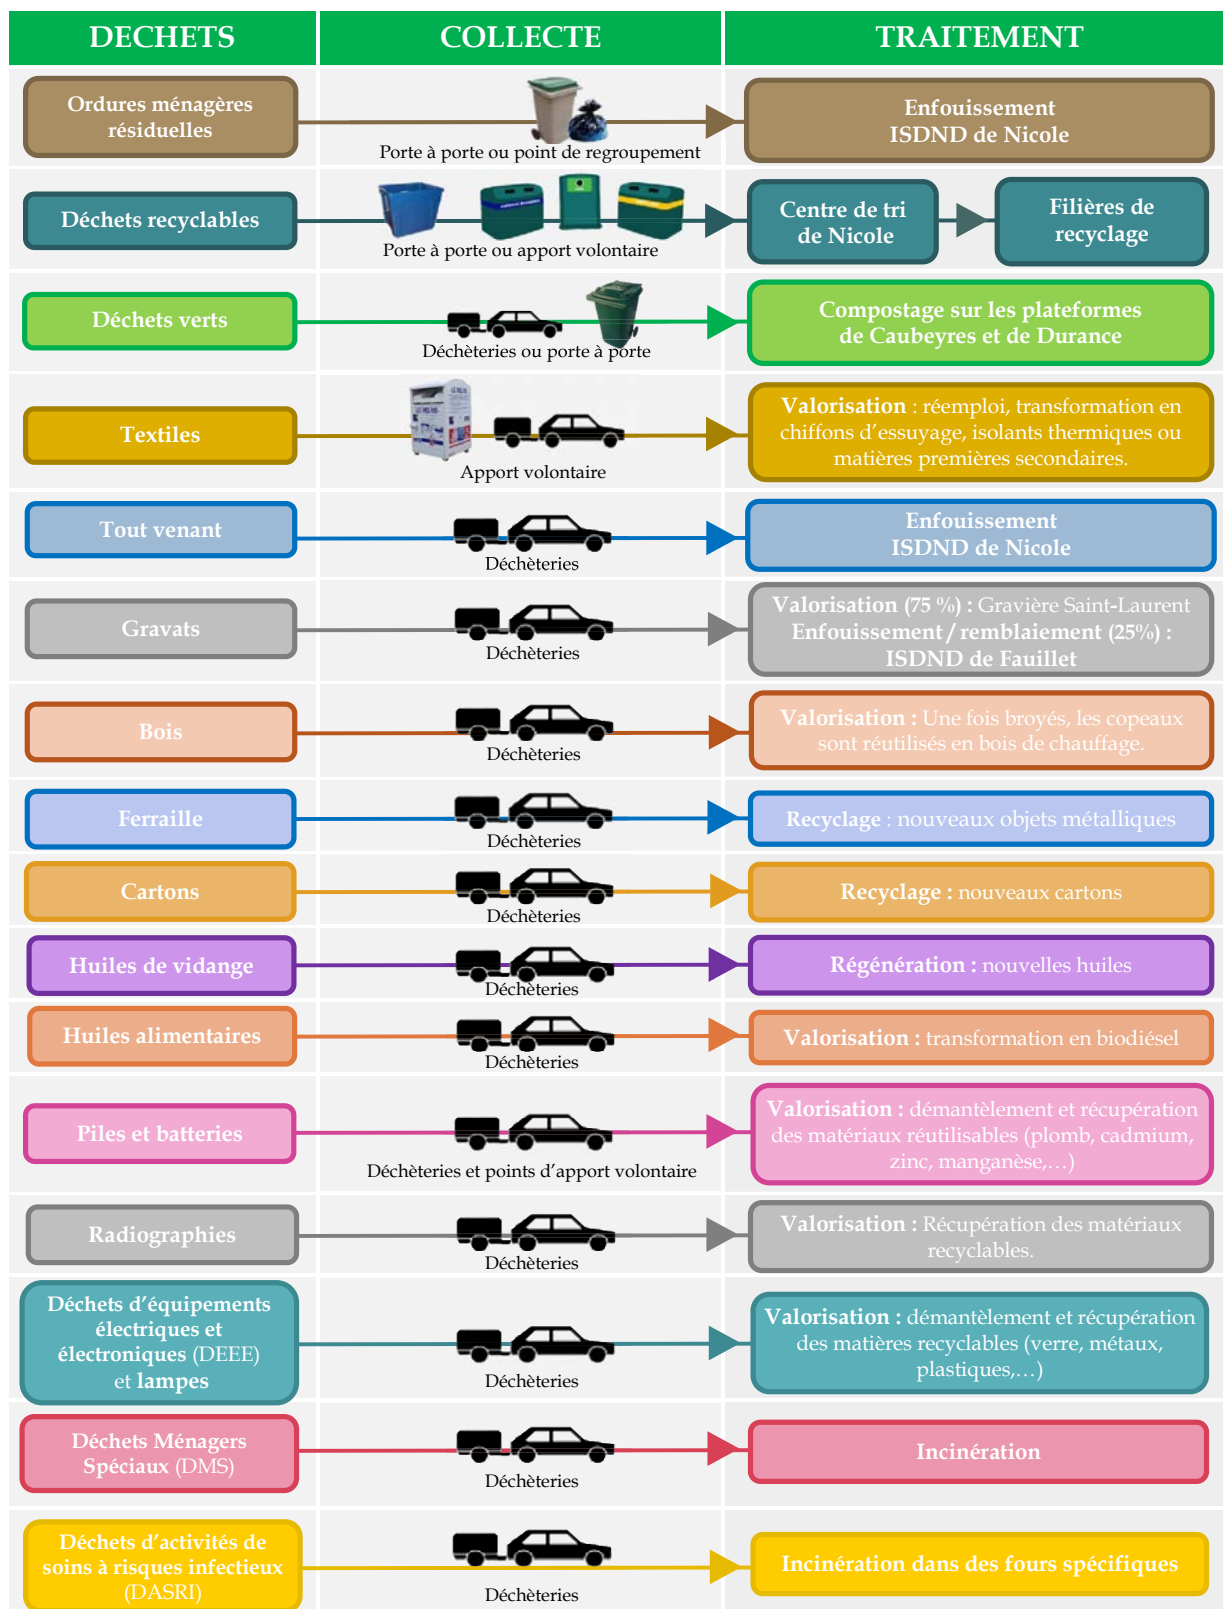 DECHETS
COLLECTE
TRAITEMENT
Ordures ménagères
résiduelles
Porte à porte ou point de regroupement
Enfouissement
ISDND de Nicole
Déchets recyclables
Porte à porte ou apport volontaire
Centre de tri
de Nicole
Filières de
recyclage
Déchets verts
Déchèteries ou porte à porte
Compostage sur les plateformes
de Caubeyres et de Durance
Textiles
Apport volontaire
Valorisation : réemploi, transformation en
chiffons d'essuyage, isolants thermiques ou
matières premières secondaires.
Tout venant
Déchèteries
Enfouissement
ISDND de Nicole
Gravats
Déchèteries
Valorisation (75 %) : Gravière Saint-Laurent
Enfouissement / remblaiement (25%) :
ISDND de Fauillet
Bois
Déchèteries
Valorisation : Une fois broyés, les copeaux
sont réutilisés en bois de chauffage.
Ferraille
Déchèteries
Recyclage : nouveaux objets métalliques
Cartons
Déchèteries
Recyclage : nouveaux cartons
Huiles de vidange
Déchèteries
Régénération : nouvelles huiles
Huiles alimentaires
Déchèteries
Valorisation : transformation en biodiésel
Piles et batteries
Déchèteries et points d'apport volontaire
Valorisation : démantèlement et récupération
des matériaux réutilisables (plomb, cadmium,
zinc, manganèse,…)
Radiographies
Déchèteries
Valorisation : Récupération des matériaux
recyclables.
Déchets d'équipements
électriques et
électroniques (DEEE)
et lampes
Déchèteries
Valorisation : démantèlement et récupération
des matières recyclables (verre, métaux,
plastiques,…)
Déchets Ménagers
Spéciaux (DMS)
Déchèteries
Incinération
Déchets d'activités de
soins à risques infectieux
(DASRI)
Déchèteries
Incinération dans des fours spécifiques